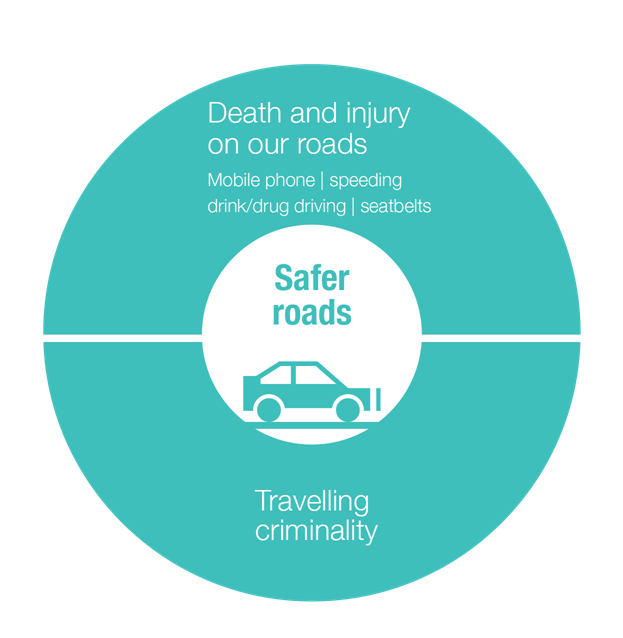 Death and injury
on our roads
Mobile phone | speeding
drink/drug driving | seatbelts
Safer
roads
Travelling
criminality